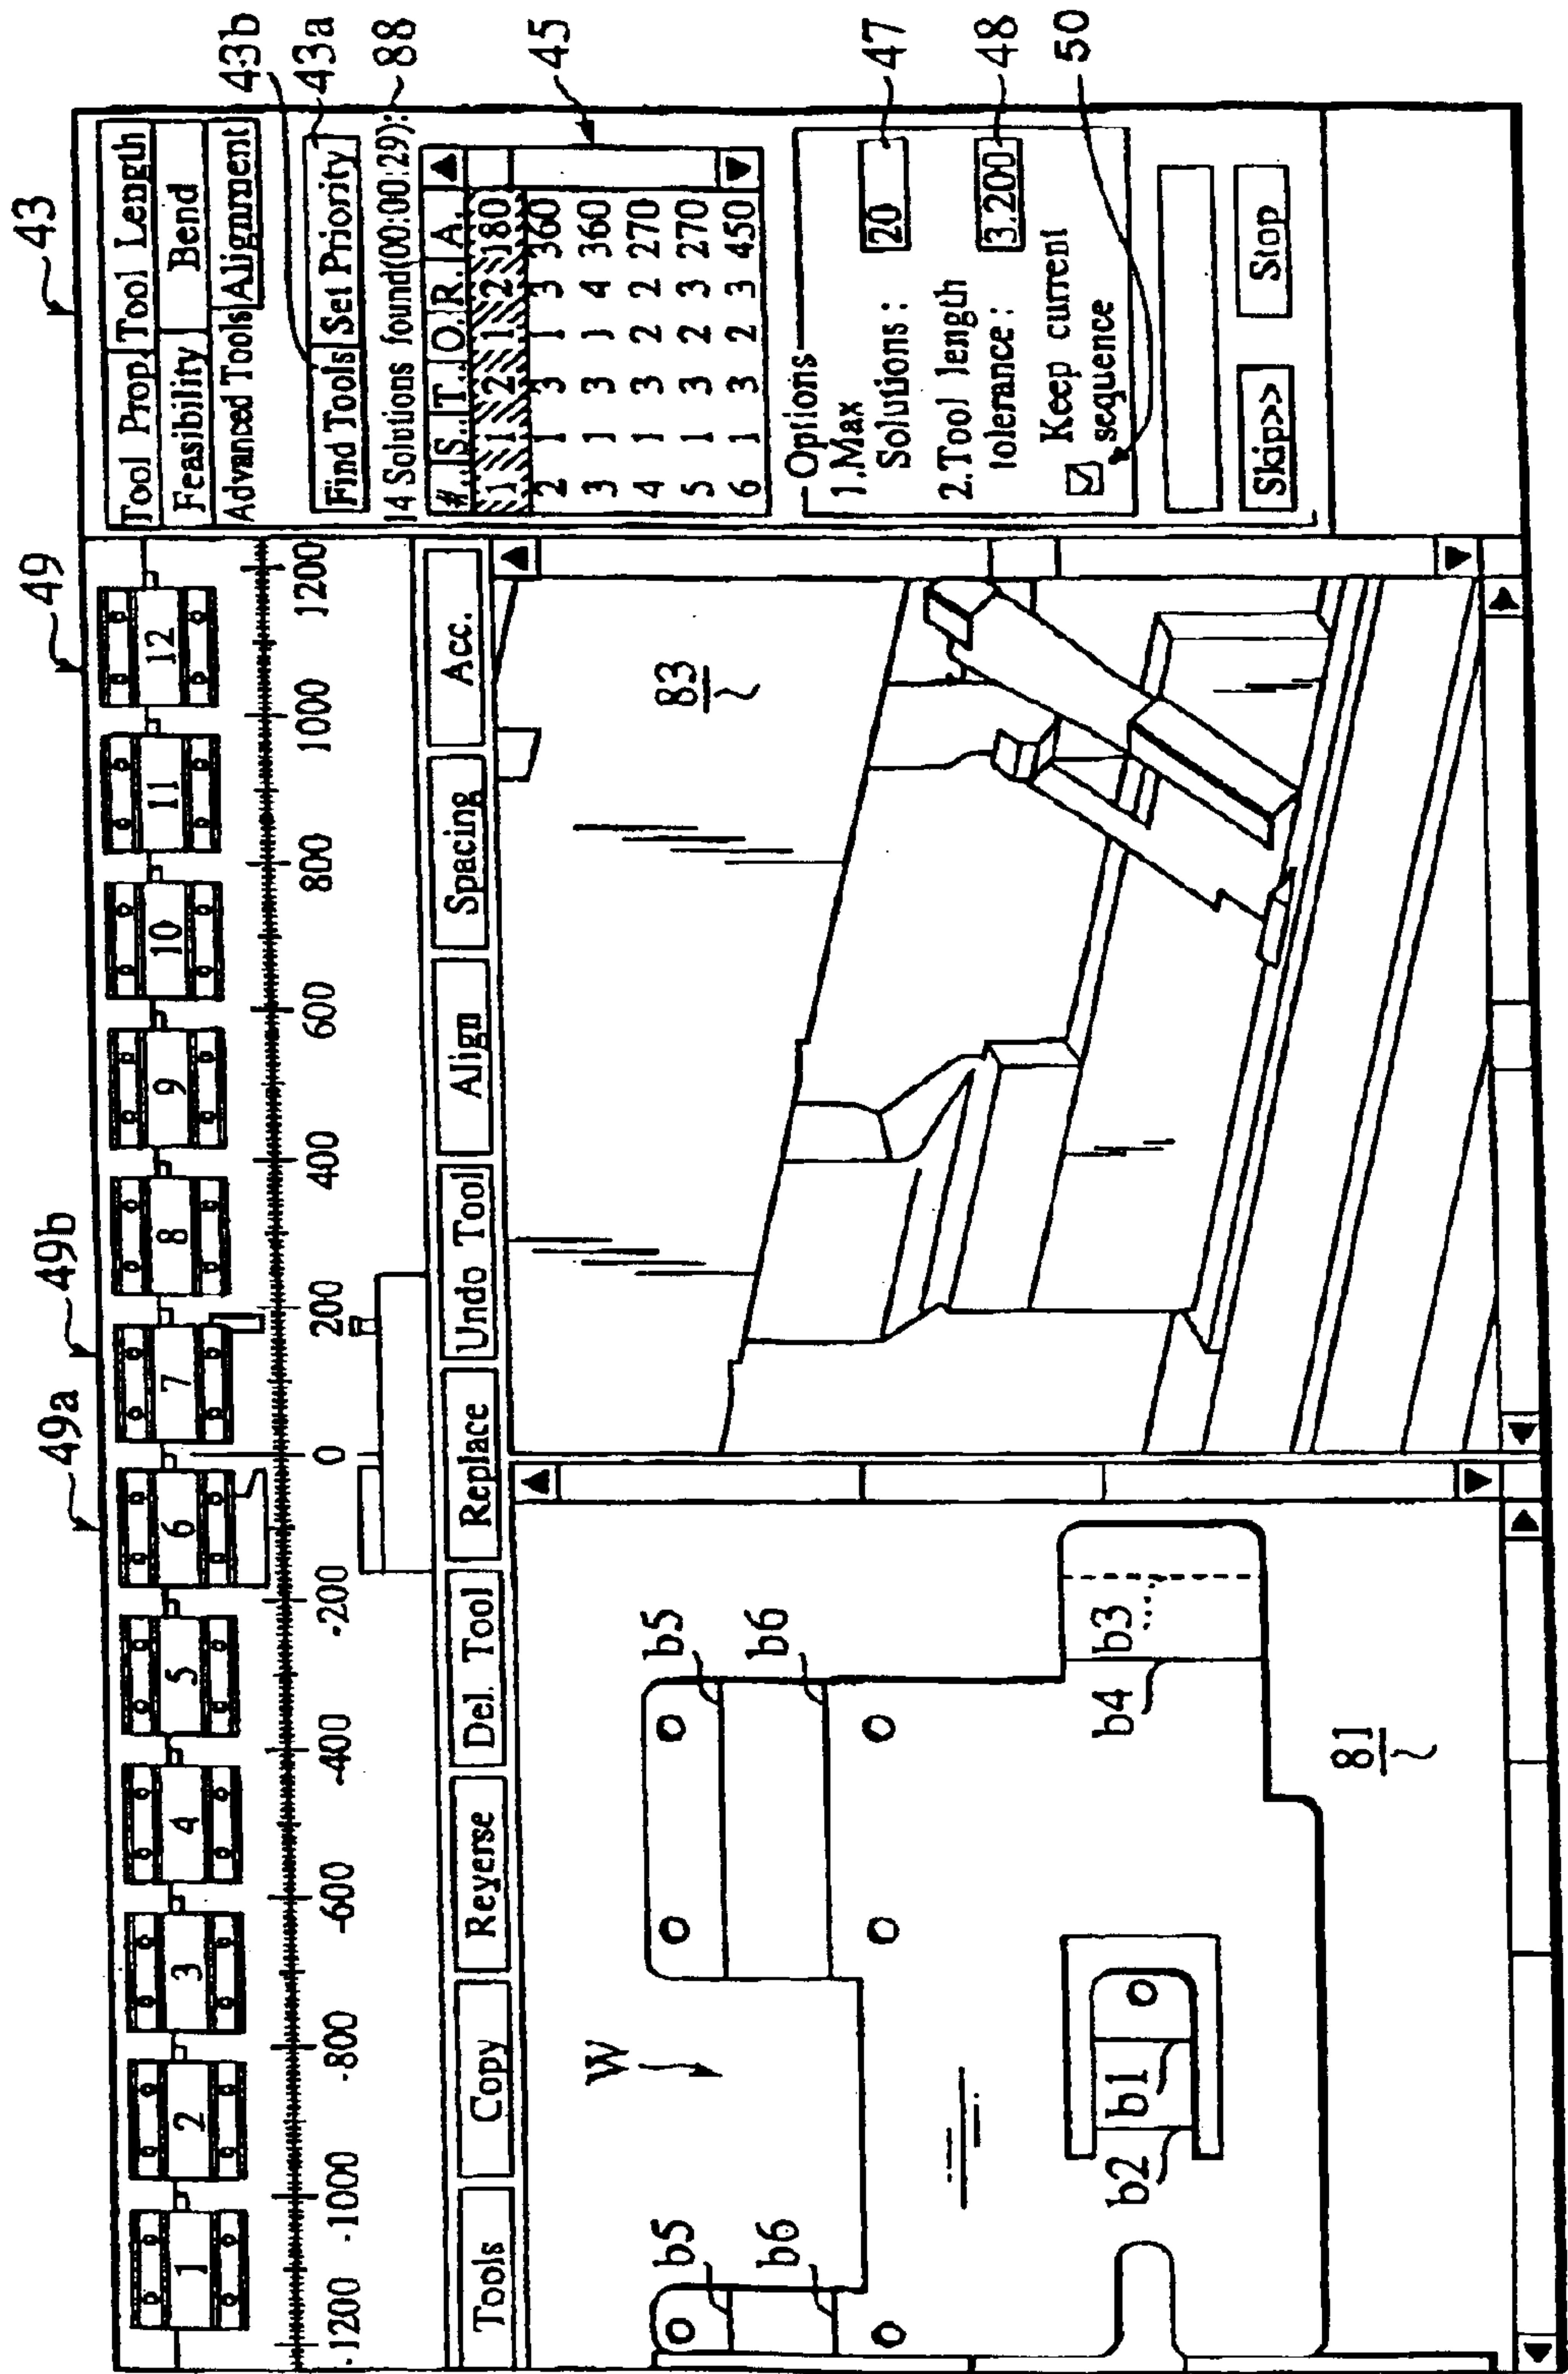 49a
49b
49
43
1 2 3 4 5 6 7 8 9 10 11 12
-1200 -1000 -800 -600 -400 -200 0 200 400 600 800 1000 1200
Tools Copy Reverse Del. Tool Replace Undo Tool Align Spacing Acc.
Tool Prop. Tool Length
Feasibility Bend
Advanced Tools Alignment
43b
Find Tools Set Priority
43a
14 Solutions found(00:00:29):
88
#.. S.. T.. O. R. A.
1 1 2 1 2 180
2 1 3 1 3 360
3 1 3 1 4 360
4 1 3 2 2 270
5 1 3 2 3 270
6 1 3 2 3 450
45
Options
1.Max
Solutions :
20
47
2.Tool length
tolerance :
3.200
48
Keep current
sequence
50
Skip>> Stop
W
b5
b6
b5
b6
b2
b1
b4
b3
81
83